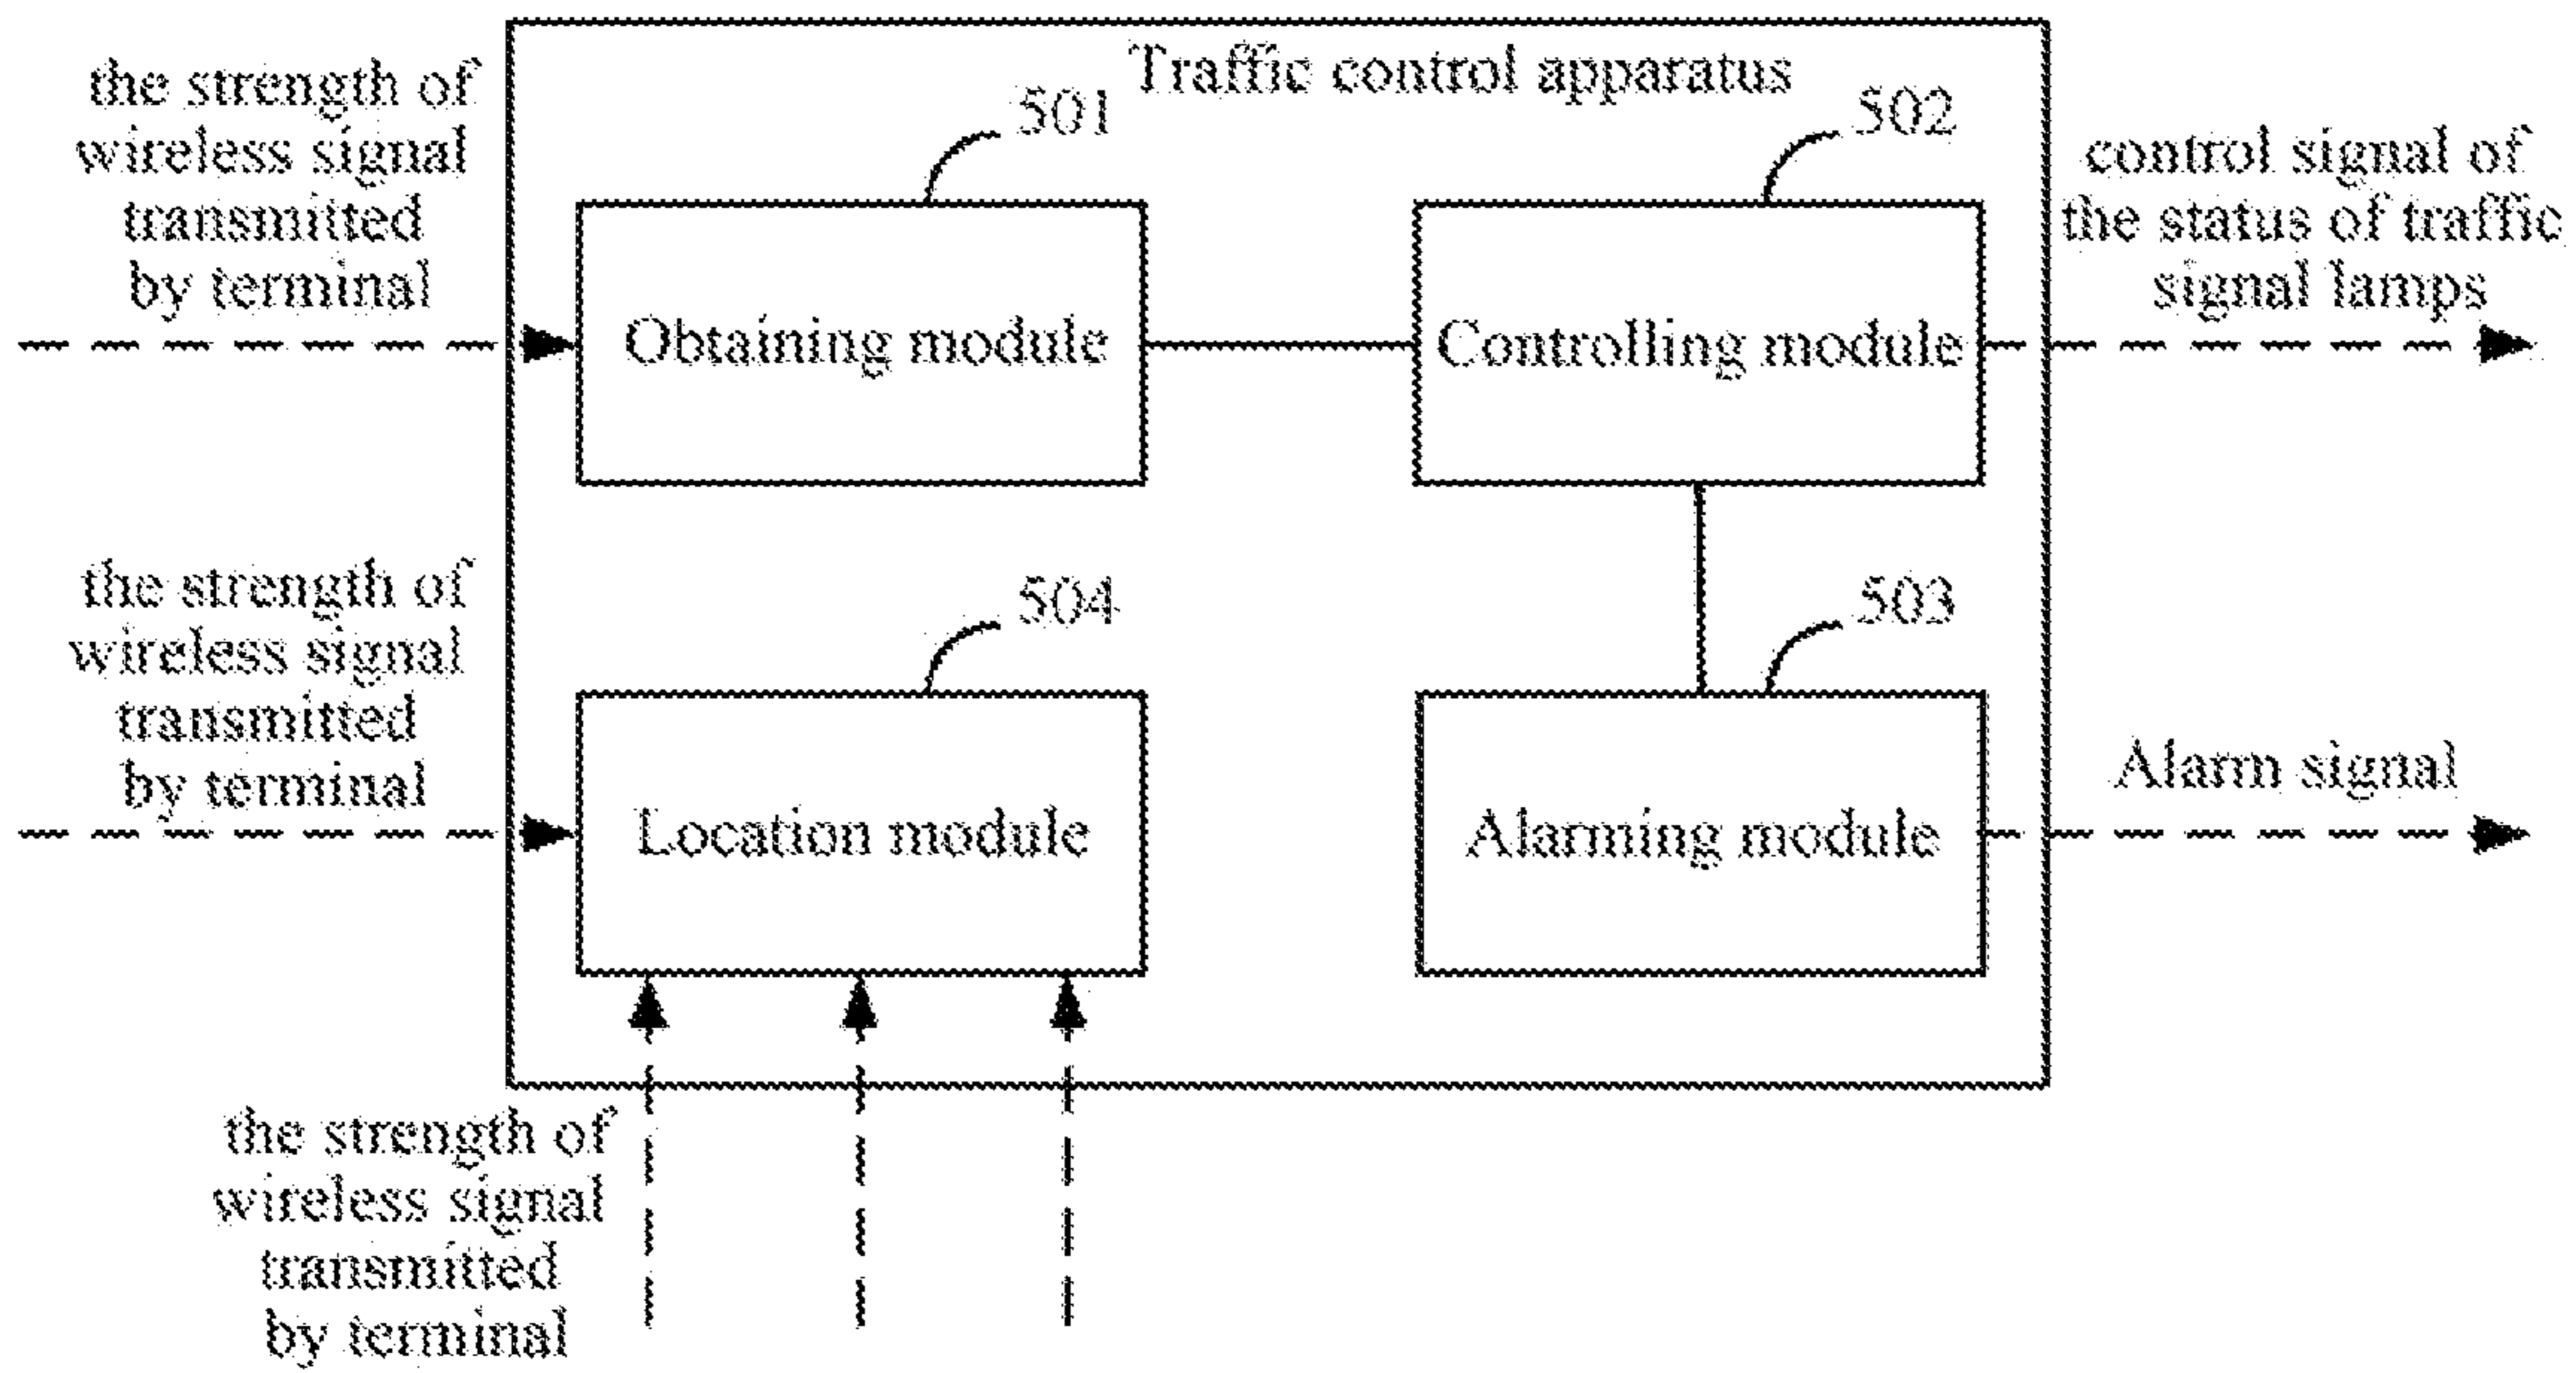 Traffic control apparatus
the strength of
wireless signal
transmitted
by terminal
501
Obtaining module
502
Controlling module
control signal of
the status of traffic
signal lamps
the strength of
wireless signal
transmitted
by terminal
504
Location module
503
Alarming module
Alarm signal
the strength of
wireless signal
transmitted
by terminal